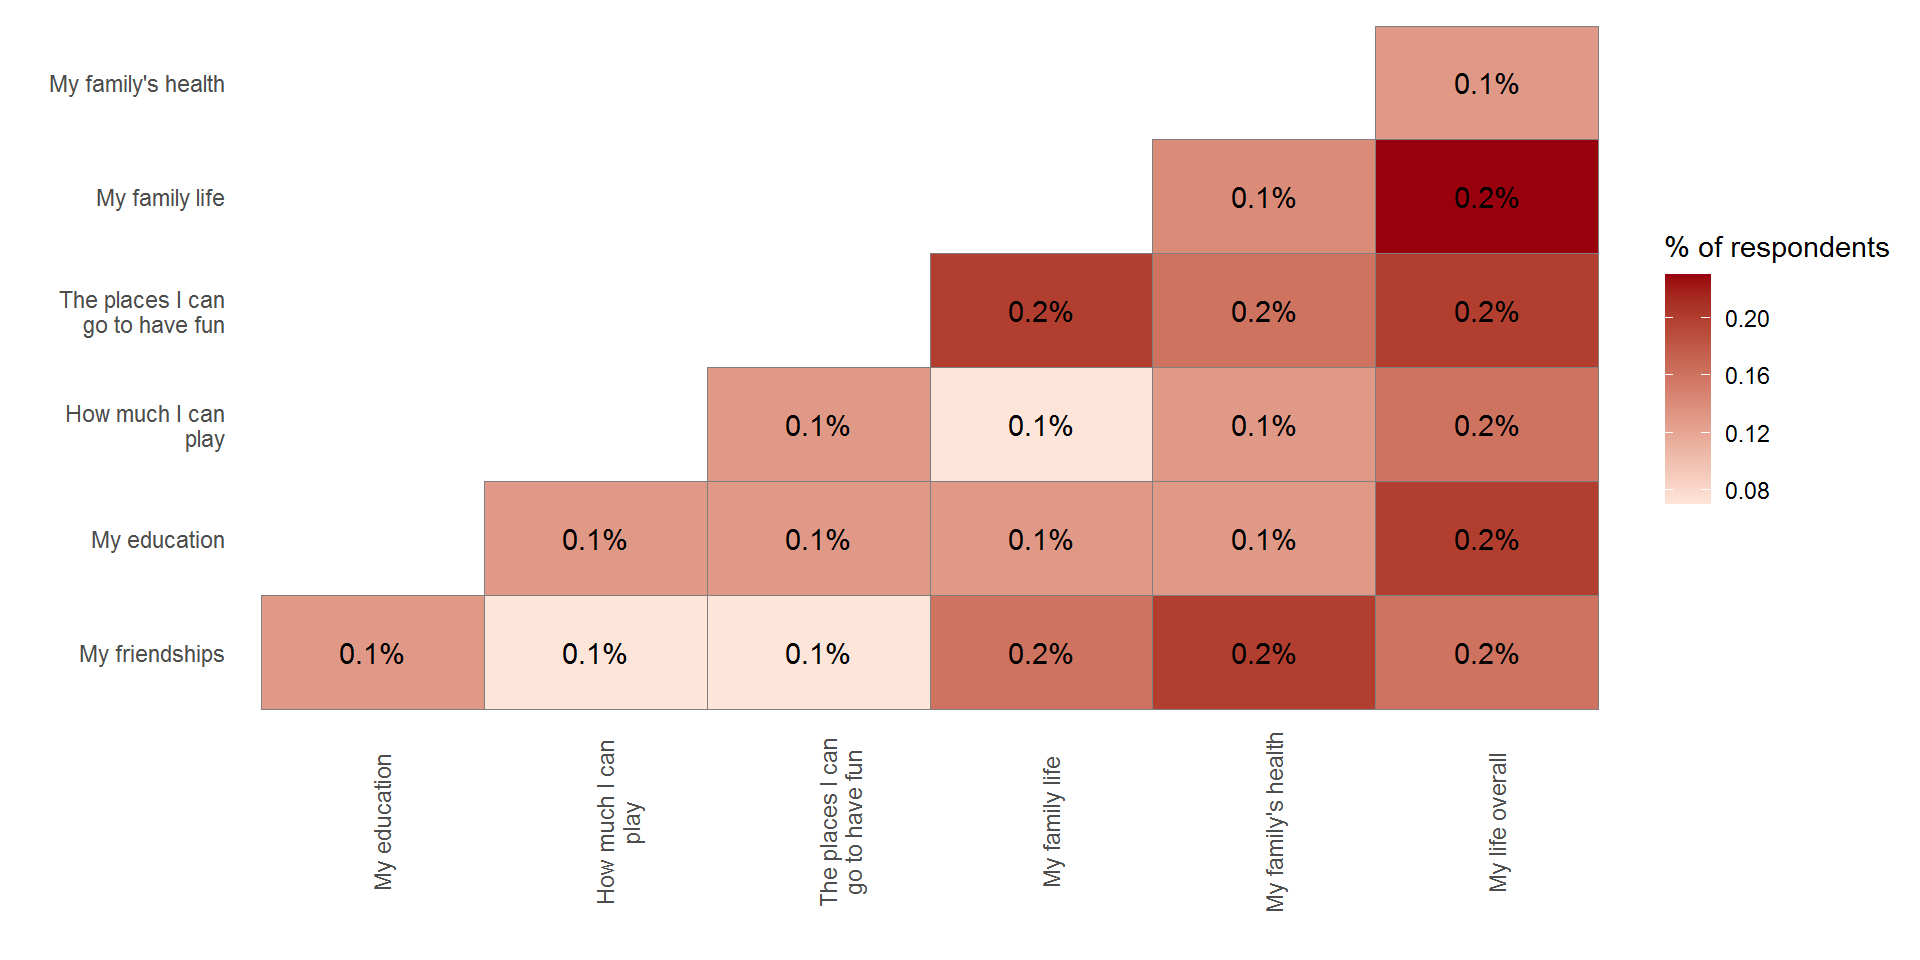 My family's health
0.1%
My family life
0.1%
0.2%
The places I can
go to have fun
0.2%
0.2%
0.2%
How much I can
play
0.1%
0.1%
0.1%
0.2%
My education
0.1%
0.1%
0.1%
0.1%
0.2%
My friendships
0.1%
0.1%
0.1%
0.2%
0.2%
0.2%
My education
How much I can
play
The places I can
go to have fun
My family life
My family's health
My life overall
% of respondents
0.20
0.16
0.12
0.08